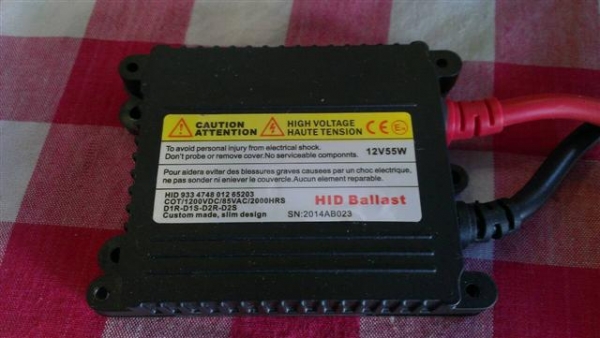 CAUTION
ATTENTION
HIGH VOLTAGE
HAUTE TENSION
CE Ex
To avoid personal injury from electrical shock.
Don't probe or remove cover.No serviceable componnts.
12V55W
Pour aidera eviter des blessures graves causees par un choc electrique,
ne pas sonder ni enlever le couvercle.Aucun element reparable.
HID 933 4748 012 65203
COT/1200VDC/85VAC/2000HRS
D1R-D1S-D2R-D2S
Custom made, slim design
HID Ballast
SN:2014AB023